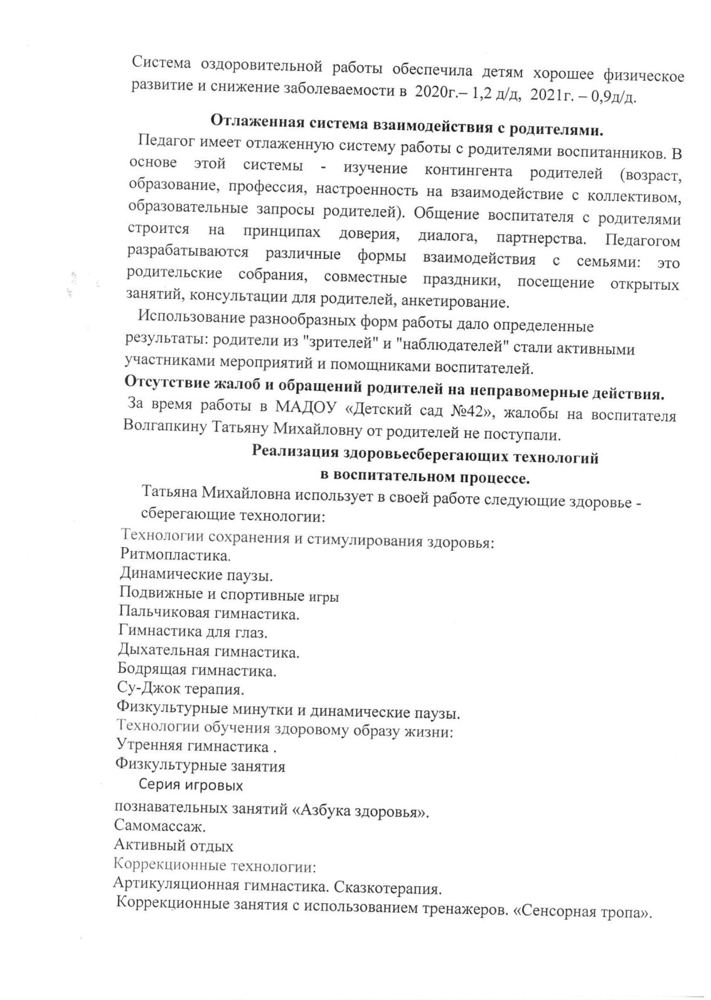 Система оздоровительной работы обеспечила детям хорошее физическое
развитие и снижение заболеваемости в 2020г.– 1,2 д/д, 2021г. – 0,9д/д.
Отлаженная система взаимодействия с родителями.
Педагог имеет отлаженную систему работы с родителями воспитанников. В
основе этой системы - изучение контингента родителей (возраст,
образование, профессия, настроенность на взаимодействие с коллективом,
образовательные запросы родителей). Общение воспитателя с родителями
строится на принципах доверия, диалога, партнерства. Педагогом
разрабатываются различные формы взаимодействия с семьями: это
родительские собрания, совместные праздники, посещение открытых
занятий, консультации для родителей, анкетирование.
Использование разнообразных форм работы дало определенные
результаты: родители из "зрителей" и "наблюдателей" стали активными
участниками мероприятий и помощниками воспитателей.
Отсутствие жалоб и обращений родителей на неправомерные действия.
За время работы в МАДОУ «Детский сад №42», жалобы на воспитателя
Волгапкину Татьяну Михайловну от родителей не поступали.
Реализация здоровьесберегающих технологий
в воспитательном процессе.
Татьяна Михайловна использует в своей работе следующие здоровье -
сберегающие технологии:
Технологии сохранения и стимулирования здоровья:
Ритмопластика.
Динамические паузы.
Подвижные и спортивные игры
Пальчиковая гимнастика.
Гимнастика для глаз.
Дыхательная гимнастика.
Бодрящая гимнастика.
Су-Джок терапия.
Физкультурные минутки и динамические паузы.
Технологии обучения здоровому образу жизни:
Утренняя гимнастика .
Физкультурные занятия
Серия игровых
познавательных занятий «Азбука здоровья».
Самомассаж.
Активный отдых
Коррекционные технологии:
Артикуляционная гимнастика. Сказкотерапия.
Коррекционные занятия с использованием тренажеров. «Сенсорная тропа».